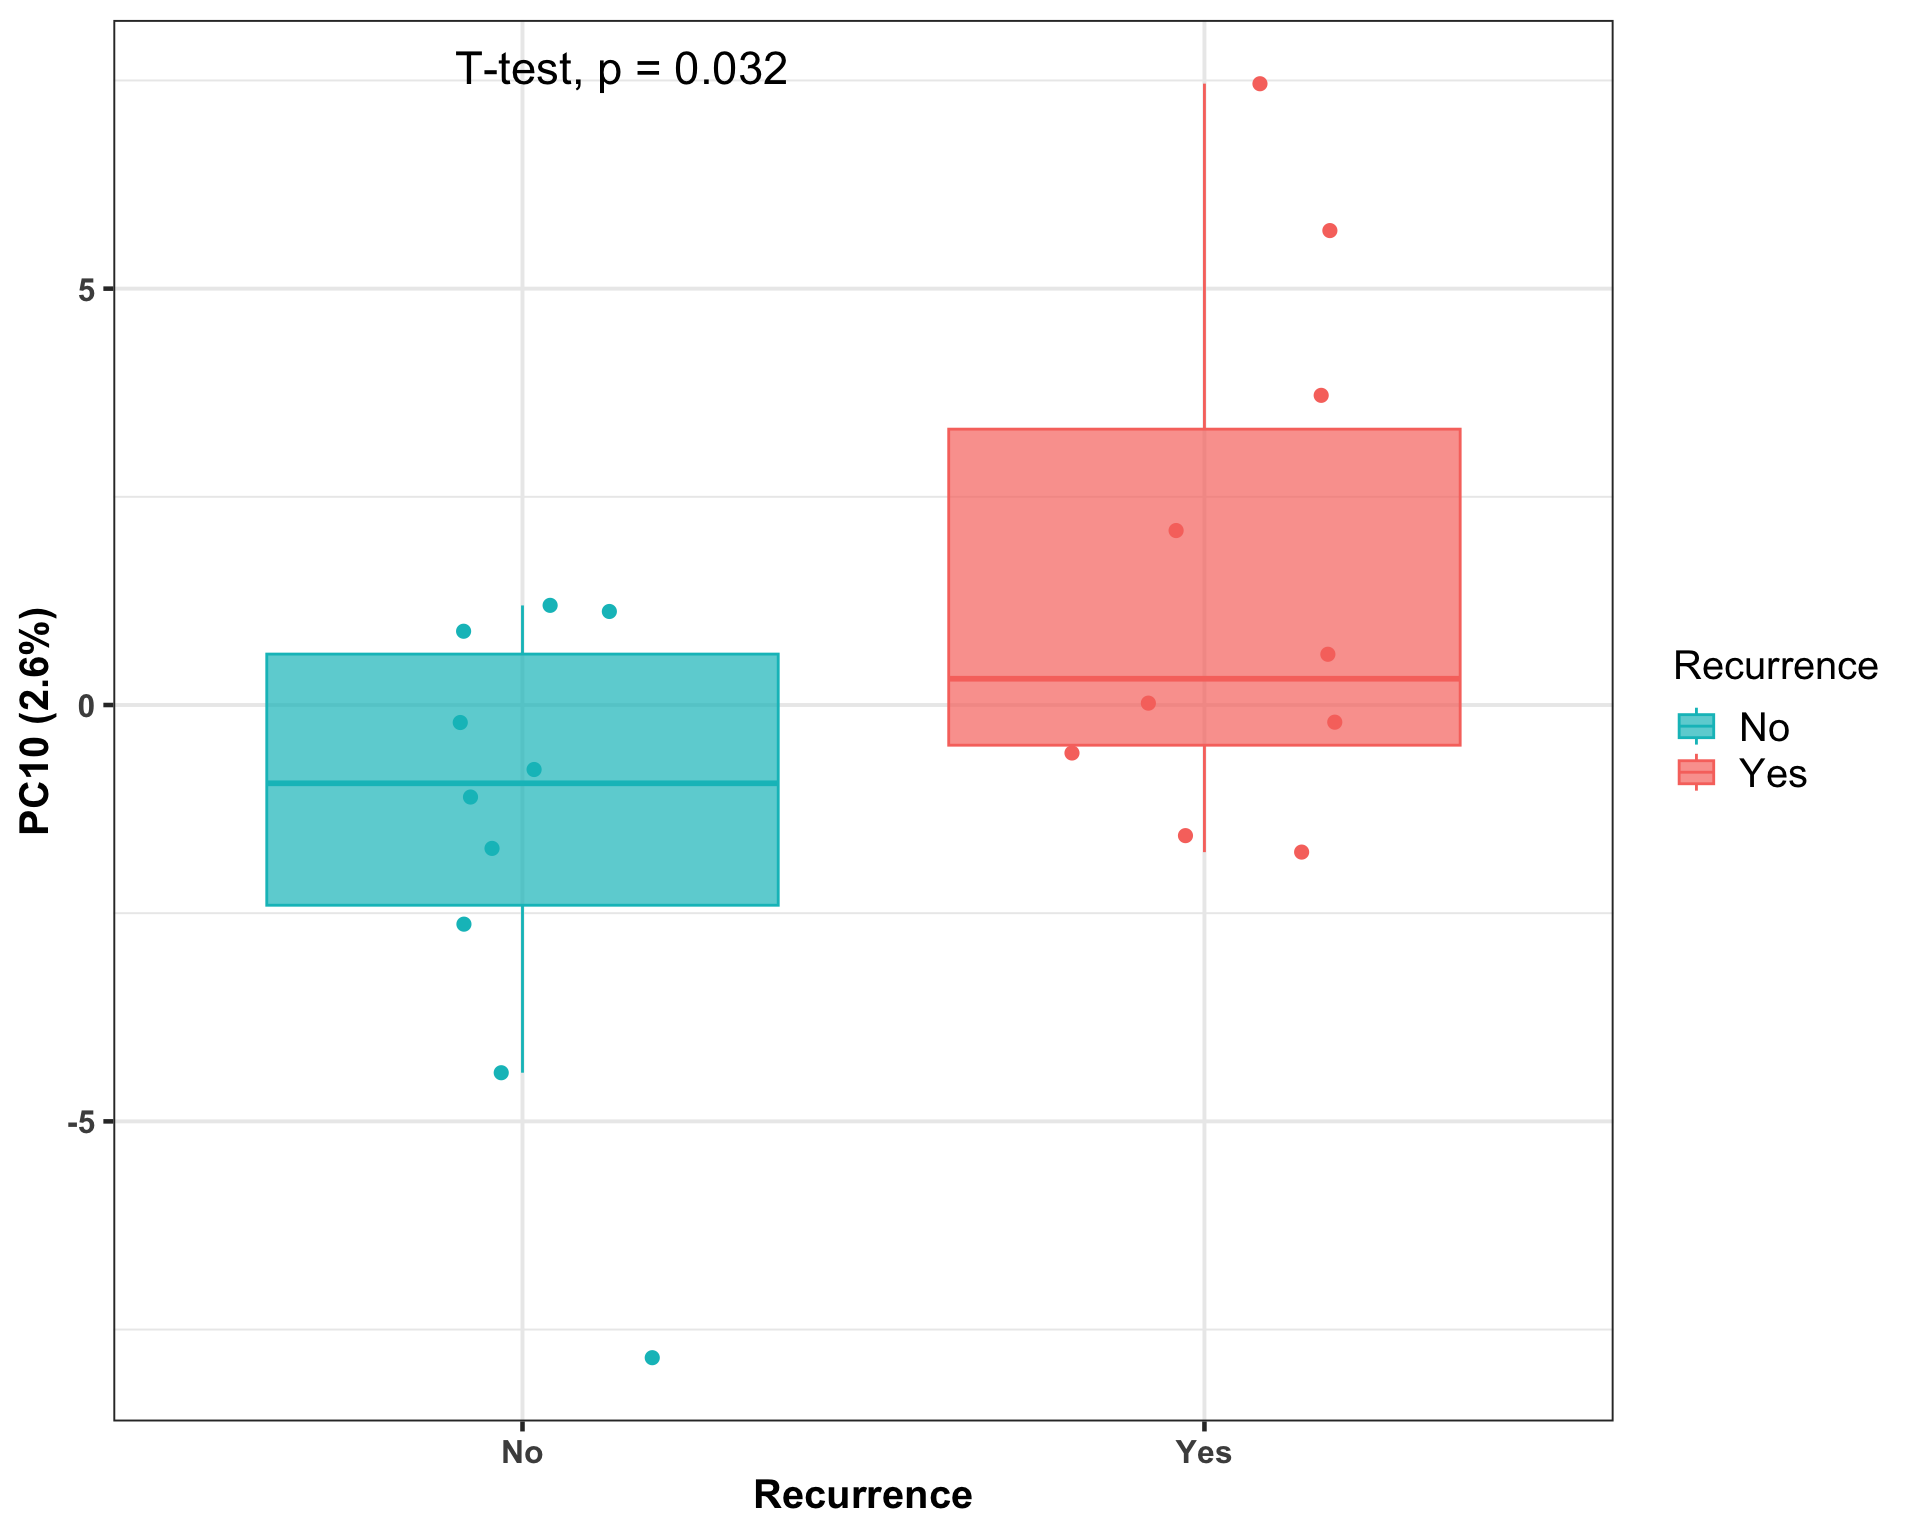 T-test, p = 0.032
PC10 (2.6%)
5
0
-5
No
Yes
Recurrence
Recurrence
No
Yes